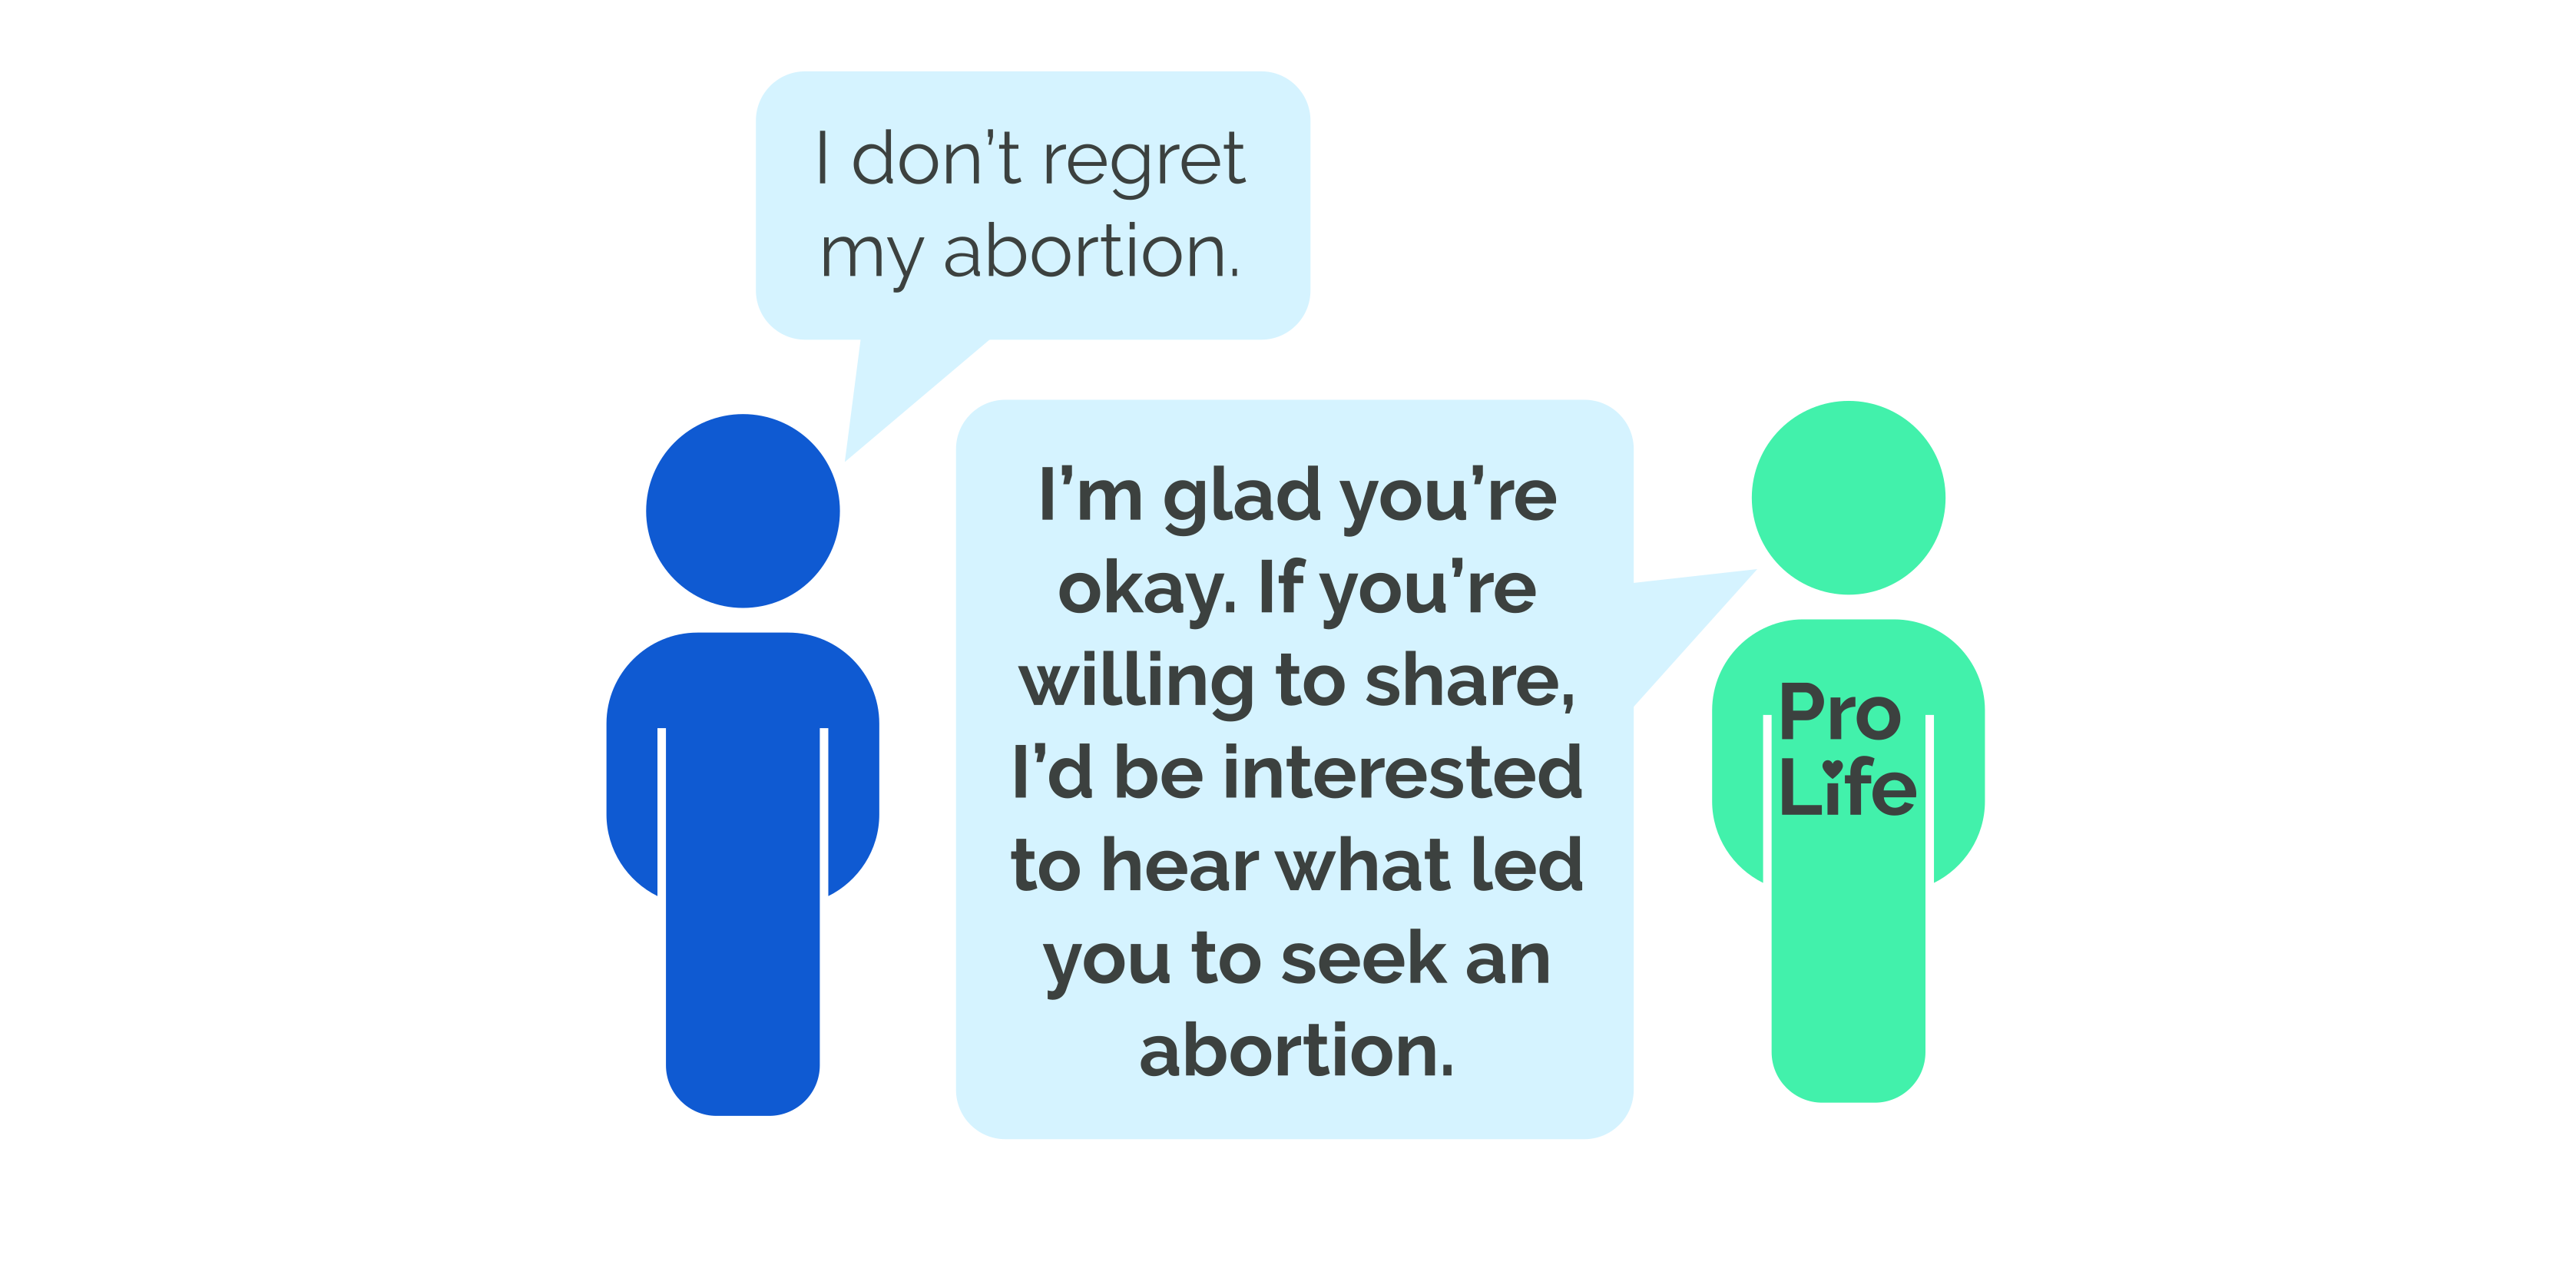 I don’t regret
my abortion.
I’m glad you’re
okay. If you’re
willing to share,
I’d be interested
to hear what led
you to seek an
abortion.
Pro
Life